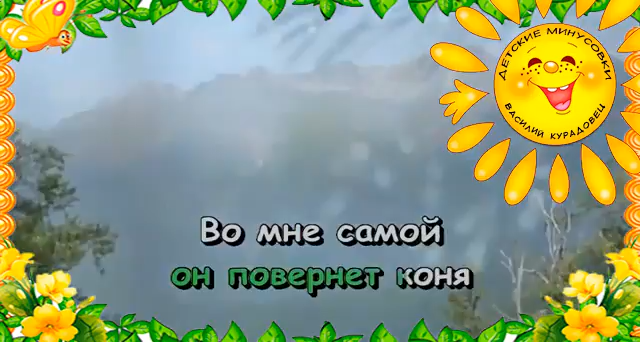 ДЕТСКИЕ МИНУСОВКИ
ВАСИЛИЙ КУРАДОВЕЦ
Во мне самой
он повернет коня